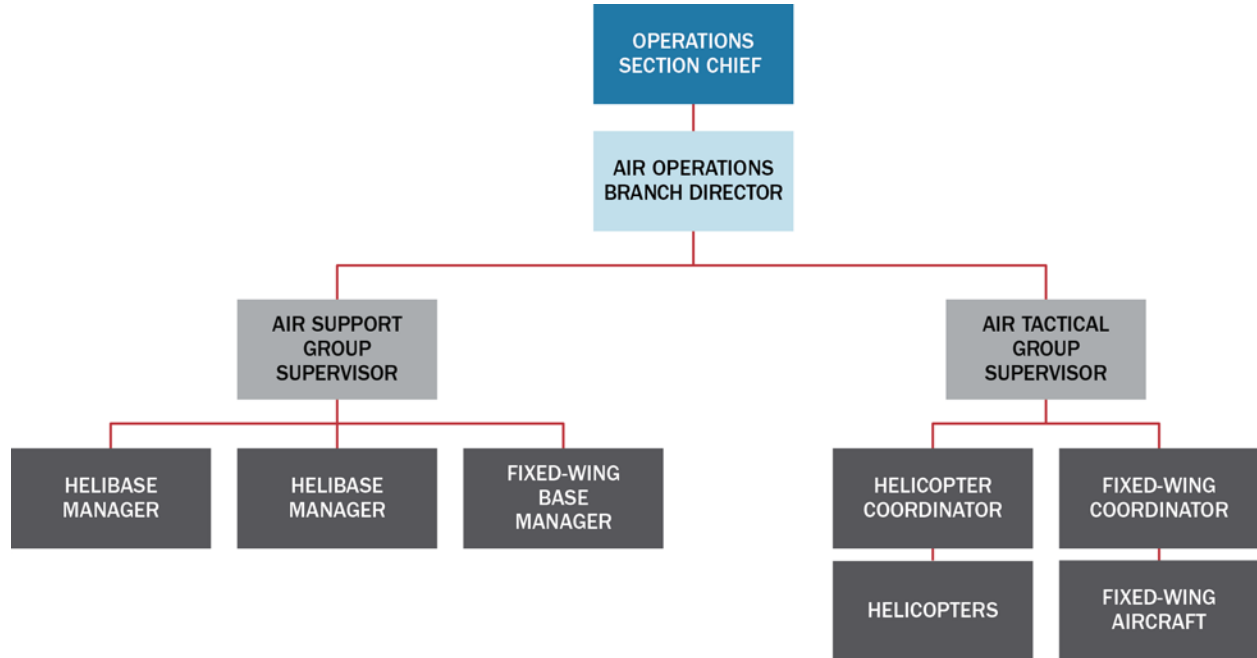 OPERATIONS
SECTION CHIEF
AIR OPERATIONS
BRANCH DIRECTOR
AIR SUPPORT
GROUP
SUPERVISOR
AIR TACTICAL
GROUP
SUPERVISOR
HELIBASE
MANAGER
HELIBASE
MANAGER
FIXED-WING
BASE
MANAGER
HELICOPTER
COORDINATOR
FIXED-WING
COORDINATOR
HELICOPTERS
FIXED-WING
AIRCRAFT